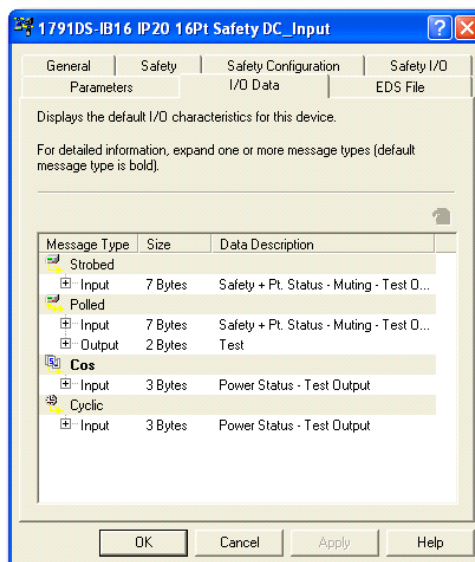 1791DS-IB16 IP20 16Pt Safety DC_Input
General Safety Safety Configuration Safety I/O
Parameters I/O Data EDS File
Displays the default I/O characteristics for this device.
For detailed information, expand one or more message types (default
message type is bold).
Message Type Size Data Description
Strobed
Input 7 Bytes Safety + Pt. Status - Muting - Test O...
Polled
Input 7 Bytes Safety + Pt. Status - Muting - Test O...
Output 2 Bytes Test
Cos
Input 3 Bytes Power Status - Test Output
Cyclic
Input 3 Bytes Power Status - Test Output
OK Cancel Apply Help